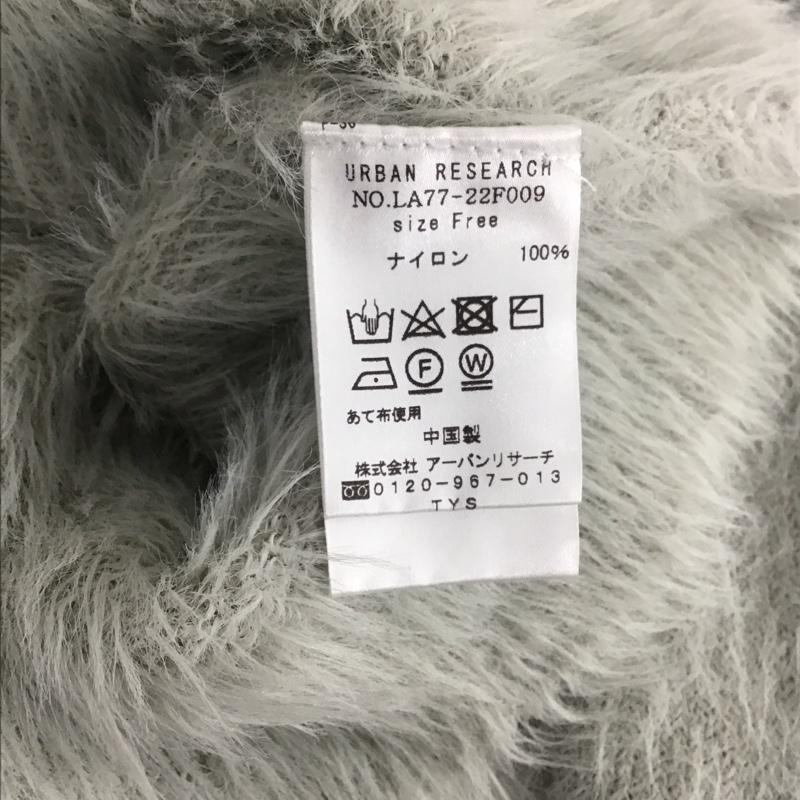 URBAN RESEARCH
NO.LA77-22F009
size Free
ナイロン 100%
F W
あて布使用
中国製
株式会社 アーバンリサーチ
0120-967-013
TYS